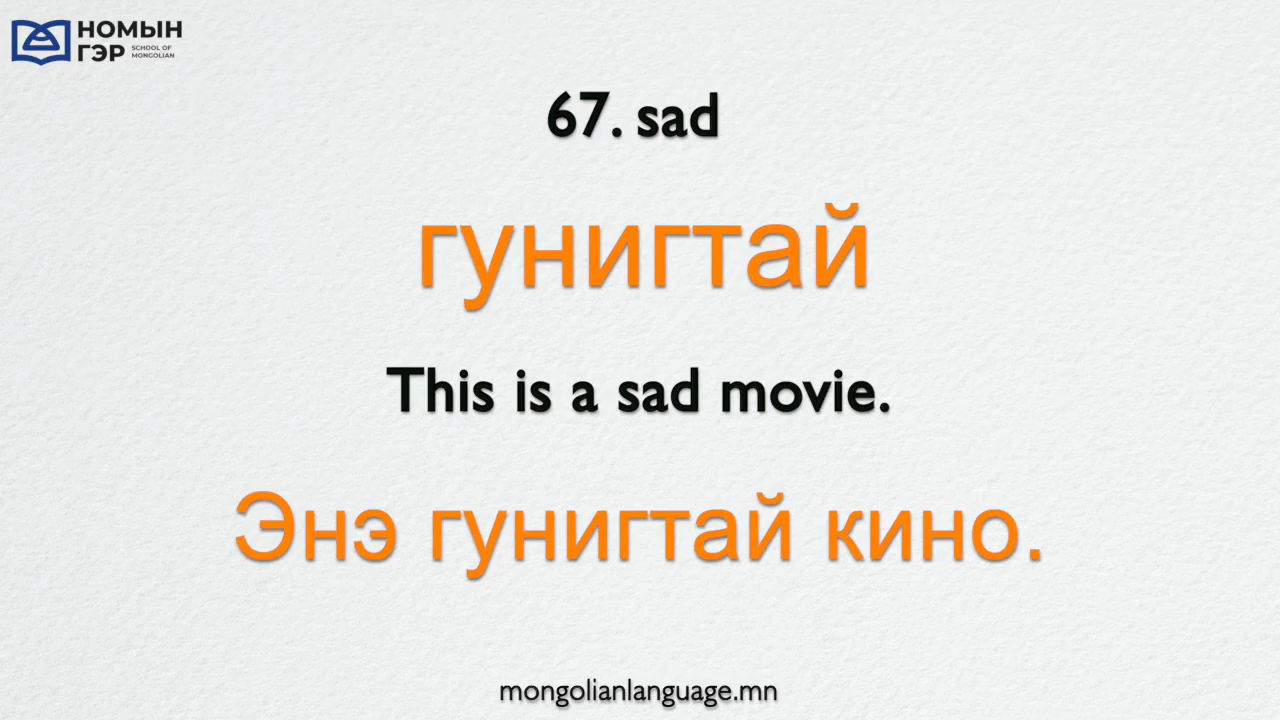 НОМЫН
ГЭР SCHOOL OF
MONGOLIAN
67. sad
гунигтай
This is a sad movie.
Энэ гунигтай кино.
mongolianlanguage.mn